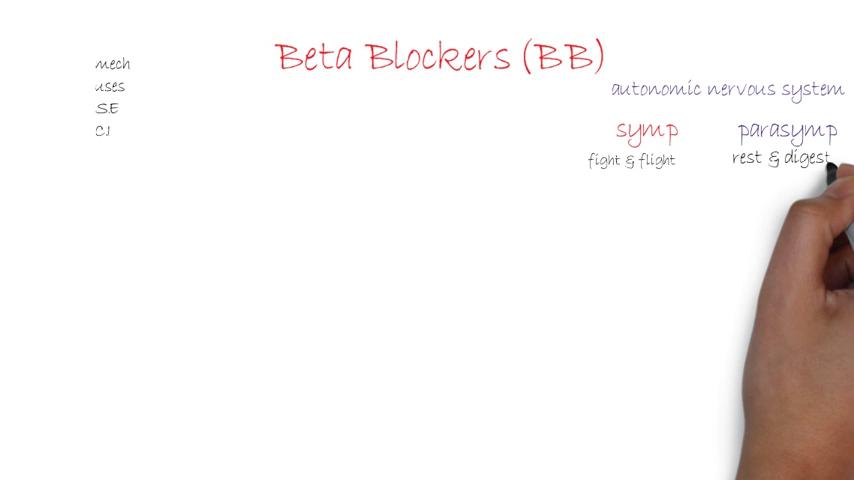 Beta Blockers (BB)
mech
uses
S.E
C.I
autonomic nervous system
symp
parasymp
fight & flight
rest & digest